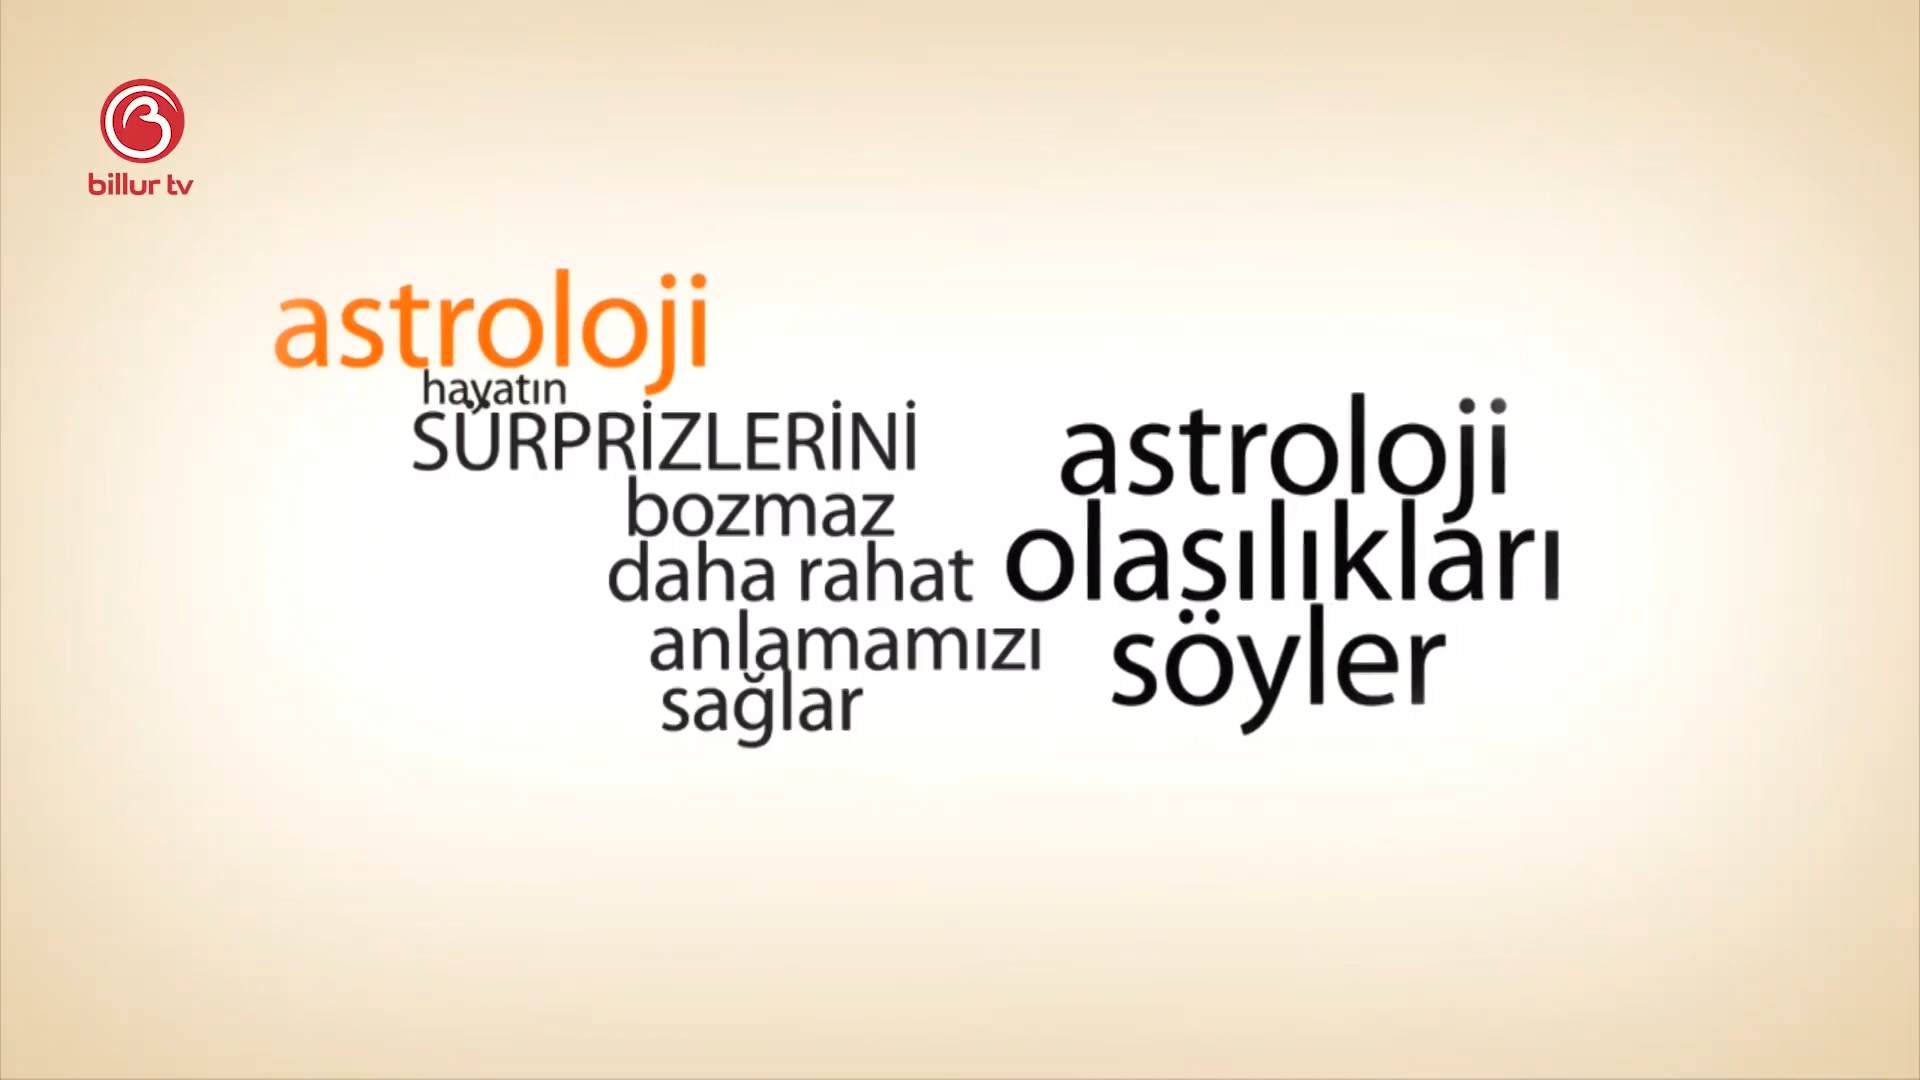 billur tv
astroloji
hayatın
SÜRPRİZLERİNİ
bozmaz
daha rahat
anlamamızı
sağlar
astroloji
olasılıkları
söyler